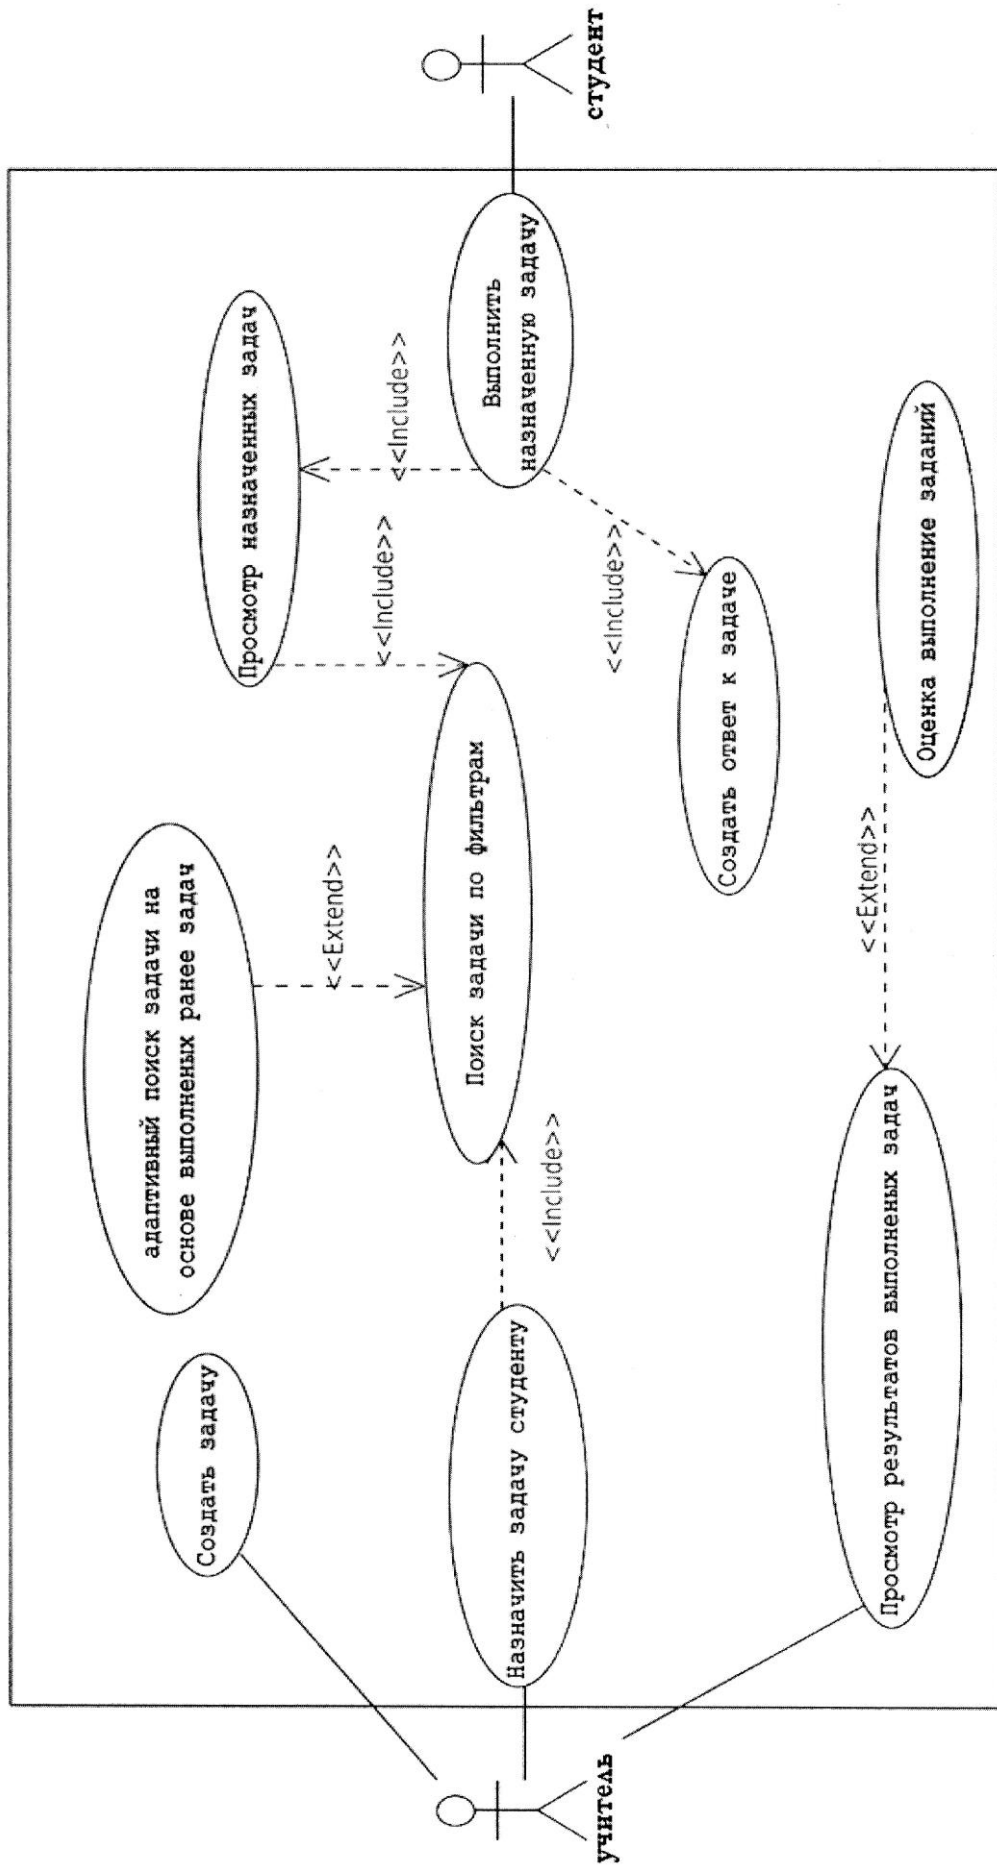 адаптивный поиск задачи на
основе выполненых ранее задач
Создать задачу
Просмотр назначенных задач
<<Extend>>
<<Include>>
<<Include>>
Назначить задачу студенту
<<Include>>
Поиск задачи по фильтрам
Выполнить
назначенную задачу
<<Include>>
учитель
студент
Создать ответ к задаче
<<Extend>>
Просмотр результатов выполненых задач
Оценка выполнение заданий